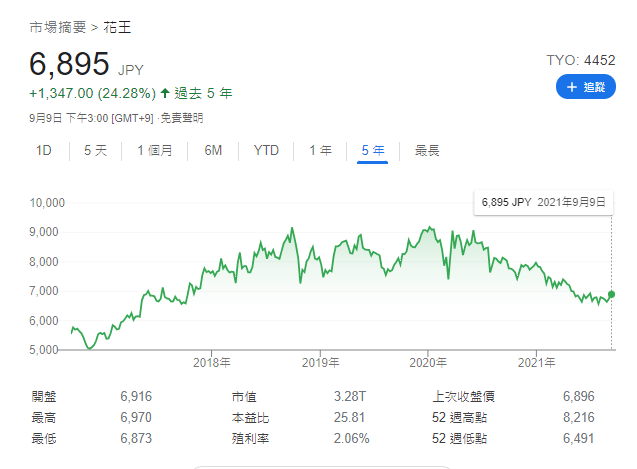 市場摘要 > 花王
6,895 JPY
TYO: 4452
+1,347.00 (24.28%) ↑ 過去 5 年
+ 追蹤
9月9日 下午3:00 [GMT+9] · 免責聲明
1D 5 天 1 個月 6M YTD 1 年 5 年 最長
6,895 JPY 2021年9月9日
10,000
9,000
8,000
7,000
6,000
5,000
2018年 2019年 2020年 2021年
開盤 6,916 市值 3.28T 上次收盤價 6,896
最高 6,970 本益比 25.81 52 週高點 8,216
最低 6,873 殖利率 2.06% 52 週低點 6,491